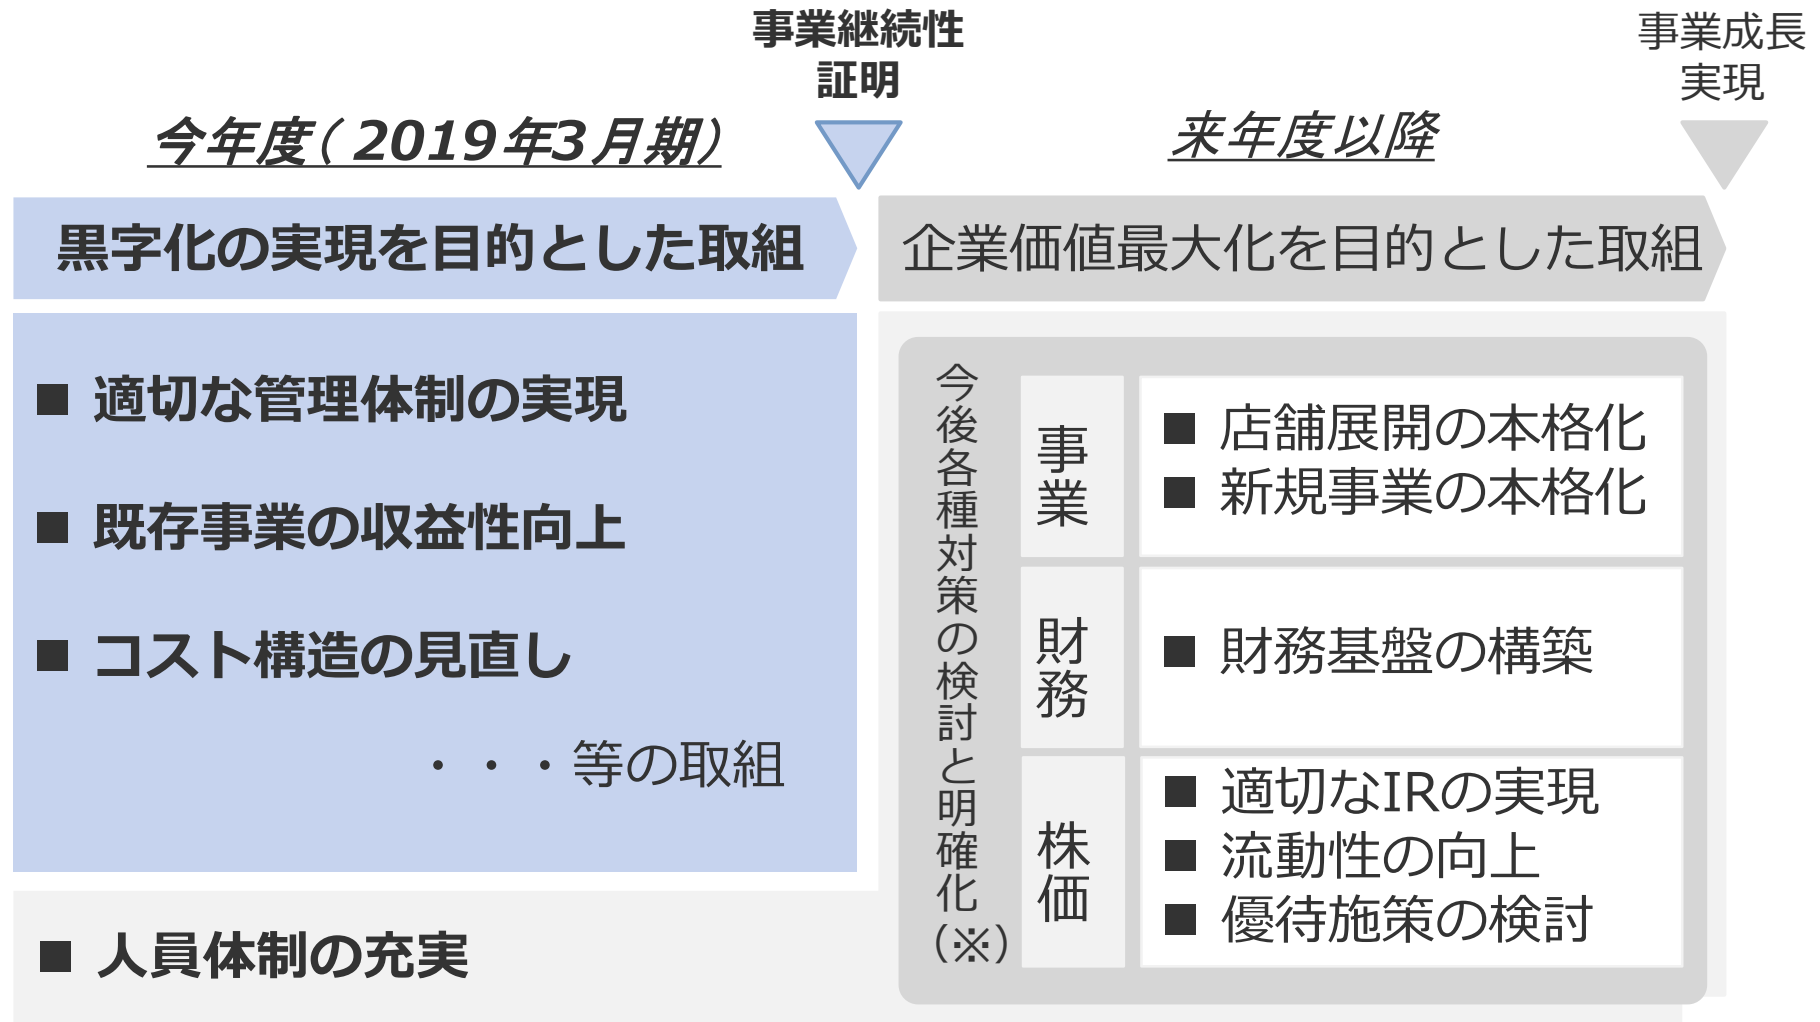 事業継続性
証明
事業成長
実現
今年度（2019年3月期）
来年度以降
黒字化の実現を目的とした取組
企業価値最大化を目的とした取組
■ 適切な管理体制の実現
■ 既存事業の収益性向上
■ コスト構造の見直し
・・・等の取組
■ 人員体制の充実
今後各種対策の検討と明確化（※）
事業
■ 店舗展開の本格化
■ 新規事業の本格化
財務
■ 財務基盤の構築
株価
■ 適切なIRの実現
■ 流動性の向上
■ 優待施策の検討